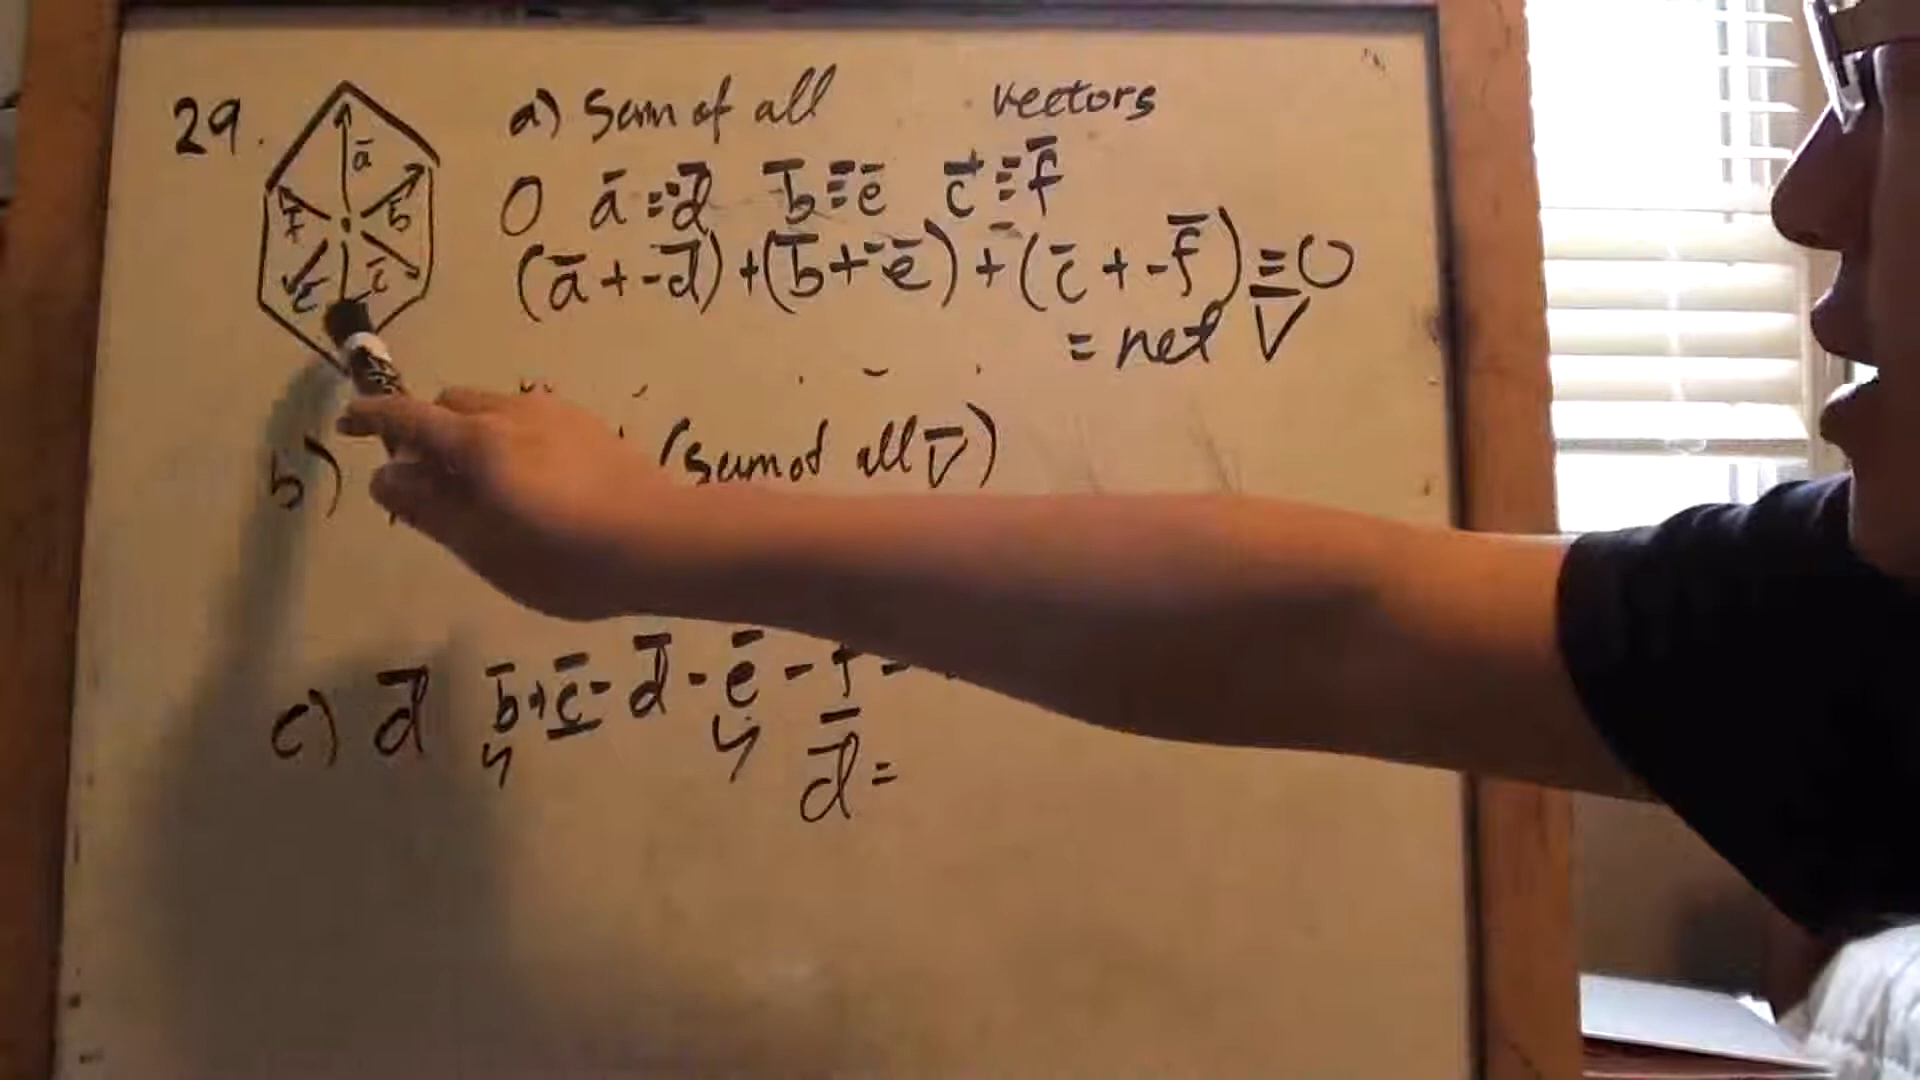 29.
a̅
b̅
c̅
e̅
f̅
a) Sum of all vectors
0 a̅ = -d̅ b̅ = -e̅ c̅ = -f̅
(a̅ + -d̅) + (b̅ + -e̅) + (c̅ + -f̅) = 0
= net V̅
b) (sum of all v̅)
c) d̅ b̅ + c̅ - d̅ - e̅ - f̅ =
d̅ =